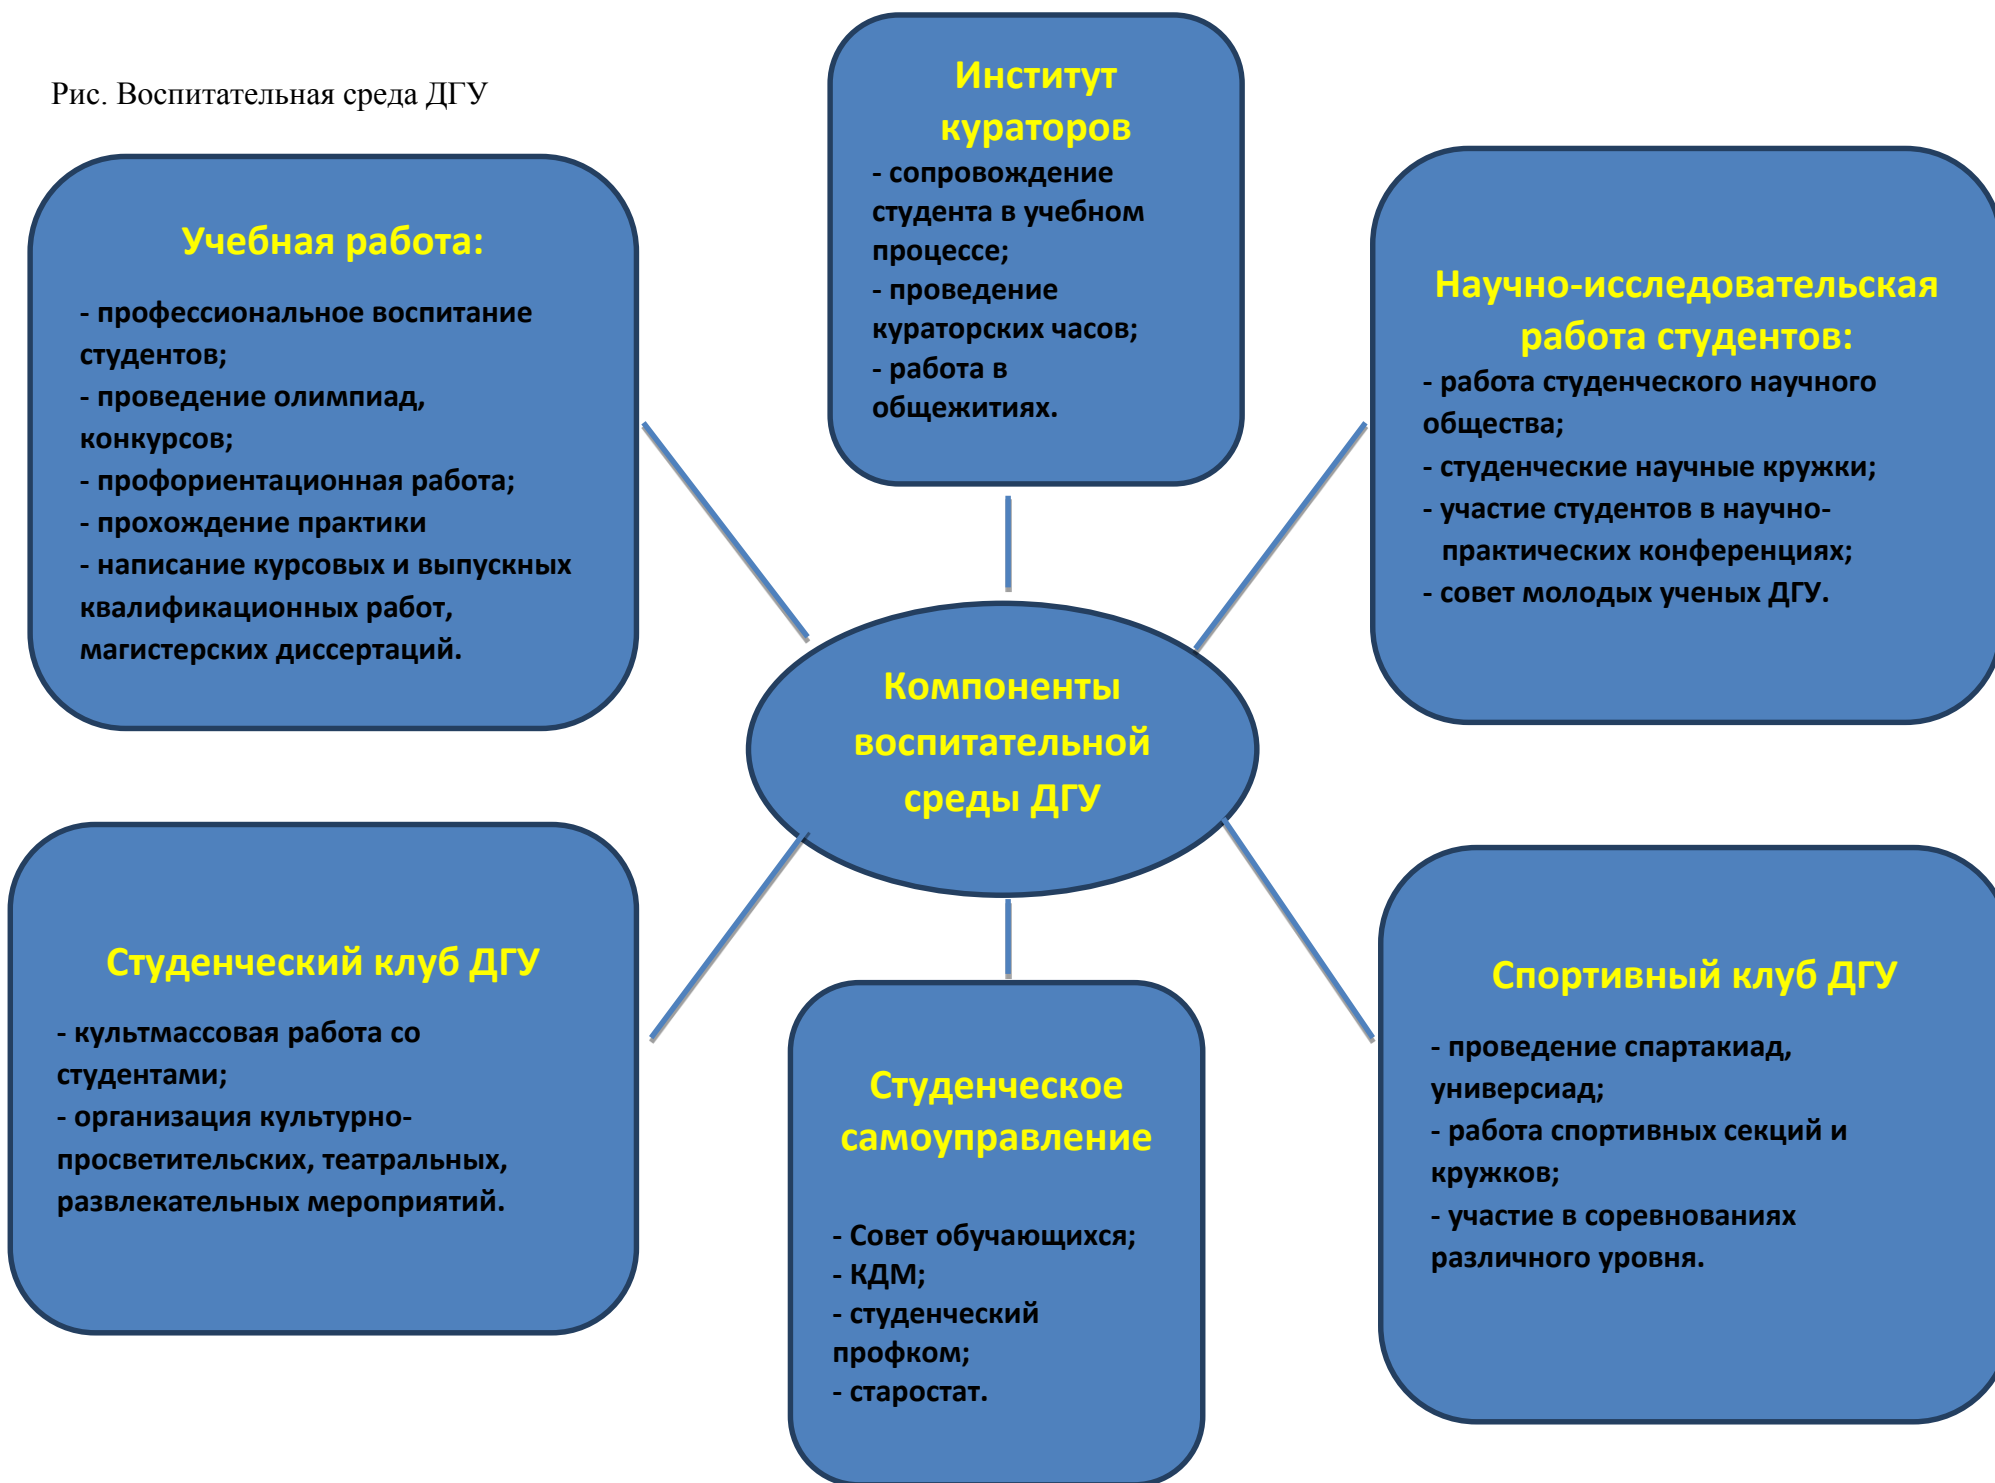 Рис. Воспитательная среда ДГУ
Институт
кураторов
- сопровождение
студента в учебном
процессе;
- проведение
кураторских часов;
- работа в
общежитиях.
Учебная работа:
- профессиональное воспитание
студентов;
- проведение олимпиад,
конкурсов;
- профориентационная работа;
- прохождение практики
- написание курсовых и выпускных
квалификационных работ,
магистерских диссертаций.
Научно-исследовательская
работа студентов:
- работа студенческого научного
общества;
- студенческие научные кружки;
- участие студентов в научно-
практических конференциях;
- совет молодых ученых ДГУ.
Компоненты
воспитательной
среды ДГУ
Студенческий клуб ДГУ
- культмассовая работа со
студентами;
- организация культурно-
просветительских, театральных,
развлекательных мероприятий.
Студенческое
самоуправление
- Совет обучающихся;
- КДМ;
- студенческий
профком;
- старостат.
Спортивный клуб ДГУ
- проведение спартакиад,
универсиад;
- работа спортивных секций и
кружков;
- участие в соревнованиях
различного уровня.